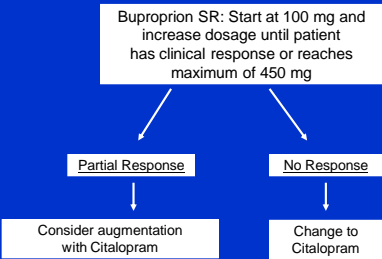 Buproprion SR: Start at 100 mg and
increase dosage until patient
has clinical response or reaches
maximum of 450 mg
Partial Response
No Response
Consider augmentation
with Citalopram
Change to
Citalopram